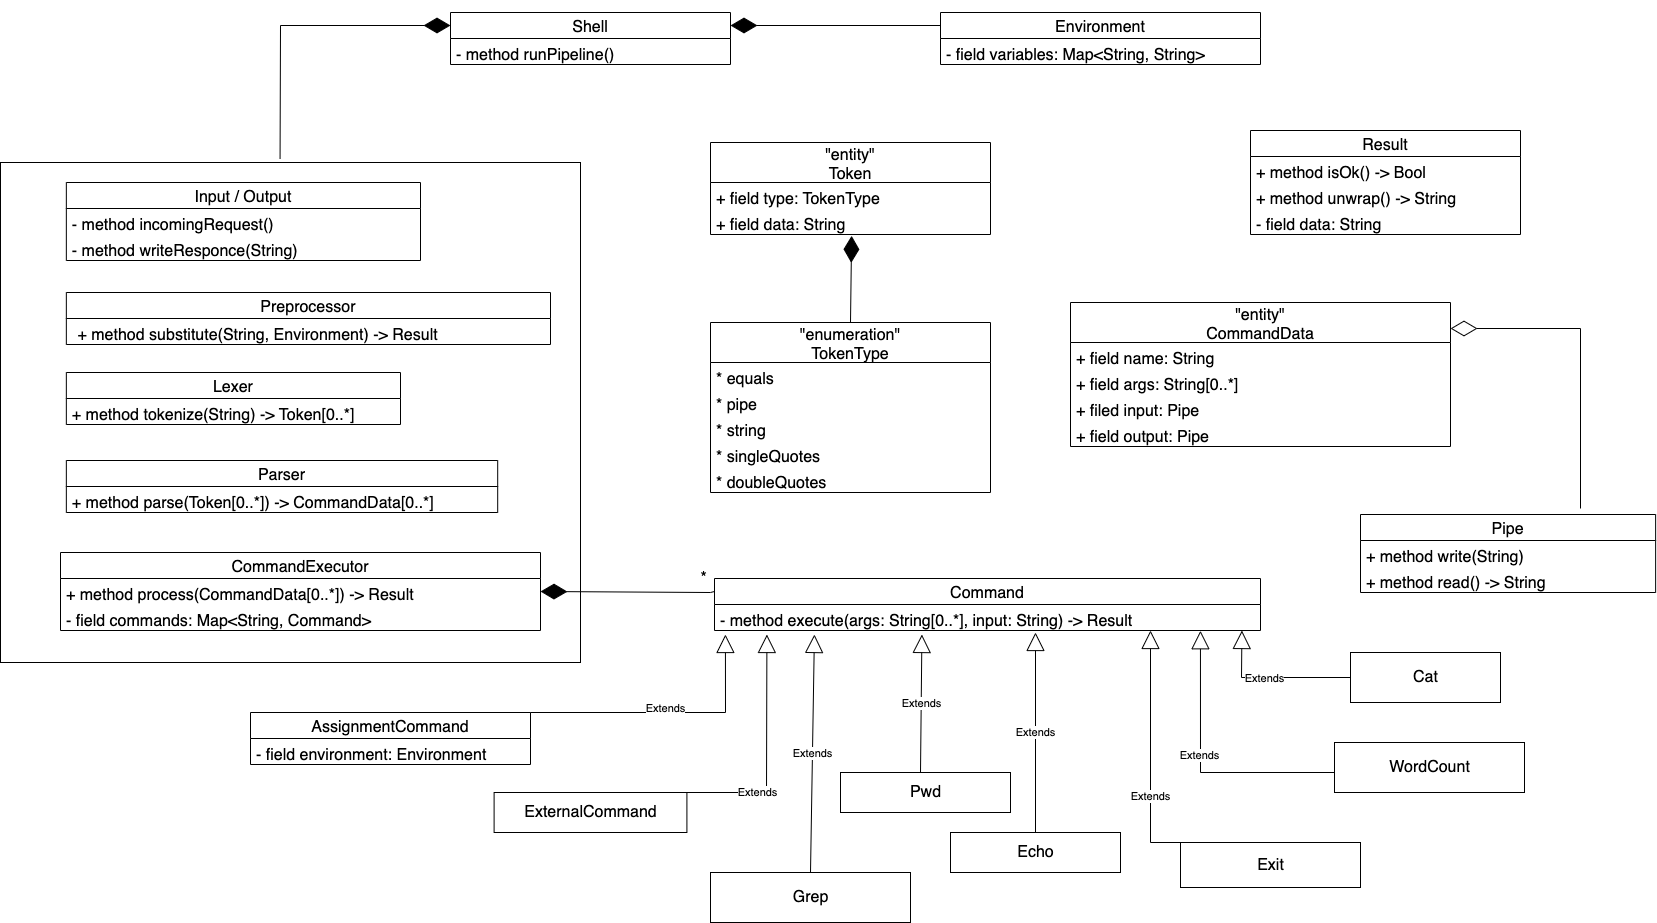 Shell
- method runPipeline()
Environment
- field variables: Map<String, String>
Input / Output
- method incomingRequest()
- method writeResponce(String)
Preprocessor
+ method substitute(String, Environment) -> Result
Lexer
+ method tokenize(String) -> Token[0..*]
Parser
+ method parse(Token[0..*]) -> CommandData[0..*]
CommandExecutor
+ method process(CommandData[0..*]) -> Result
- field commands: Map<String, Command>
"entity"
Token
+ field type: TokenType
+ field data: String
"enumeration"
TokenType
* equals
* pipe
* string
* singleQuotes
* doubleQuotes
Result
+ method isOk() -> Bool
+ method unwrap() -> String
- field data: String
"entity"
CommandData
+ field name: String
+ field args: String[0..*]
+ filed input: Pipe
+ field output: Pipe
Pipe
+ method write(String)
+ method read() -> String
*
Command
- method execute(args: String[0..*], input: String) -> Result
Extends
AssignmentCommand
- field environment: Environment
Extends
ExternalCommand
Extends
Grep
Extends
Pwd
Extends
Echo
Extends
Exit
Extends
WordCount
Extends
Cat